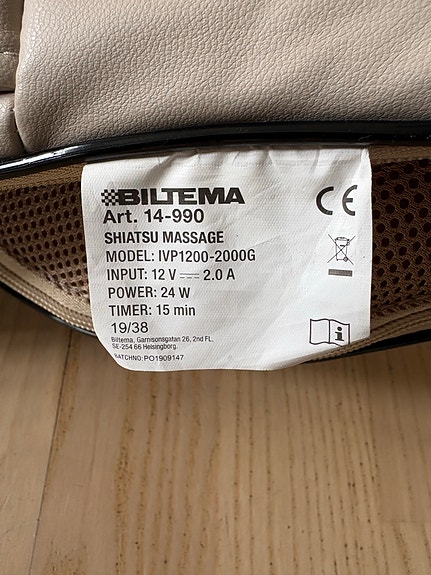 BILTEMA
Art. 14-990
SHIATSU MASSAGE
MODEL: IVP1200-2000G
INPUT: 12 V ⎓ 2.0 A
POWER: 24 W
TIMER: 15 min
19/38
Biltema, Garnisonsgatan 26, 2nd FL,
SE-254 66 Helsingborg.
BATCHNO: PO1909147
CE
i